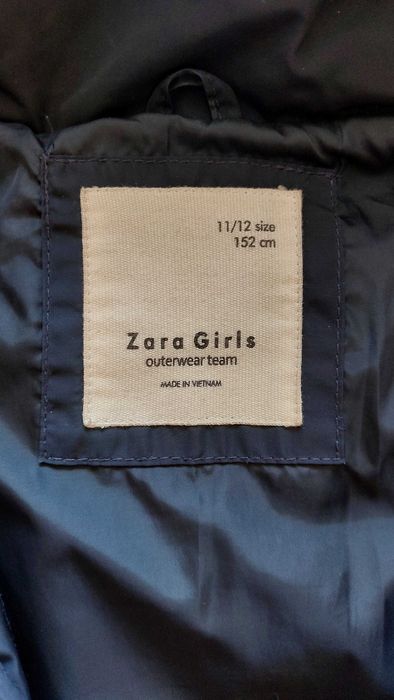 11/12 size
152 cm
Zara Girls
outerwear team
MADE IN VIETNAM